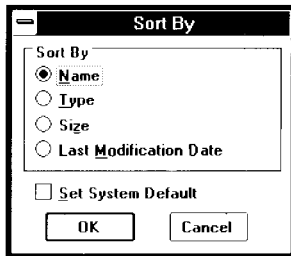 Sort By
Sort By
Name
Type
Size
Last Modification Date
Set System Default
OK Cancel